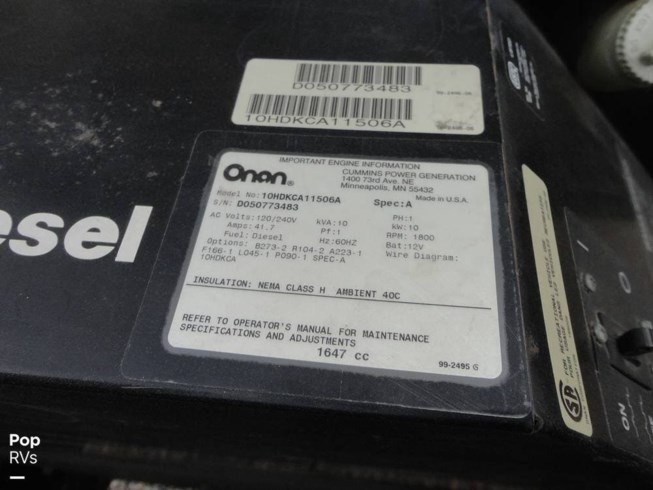 D050773483
99-2495-05
10HDKCA11506A
IMPORTANT ENGINE INFORMATION
Onan®
CUMMINS POWER GENERATION
1400 73rd Ave. NE
Minneapolis, MN 55432
Made in U.S.A.
Model No: 10HDKCA11506A Spec: A
S/N: D050773483
AC Volts: 120/240V kVA: 10 PH: 1
Amps: 41.7 Pf: 1 kW: 10
Fuel: Diesel Hz: 60HZ RPM: 1800
Options: B273-2 R104-2 A223-1 Bat: 12V
F166-1 L045-1 P090-1 SPEC-A Wire Diagram:
10HDKCA
INSULATION: NEMA CLASS H AMBIENT 40C
REFER TO OPERATOR'S MANUAL FOR MAINTENANCE
SPECIFICATIONS AND ADJUSTMENTS
1647 cc
99-2495 G
esel
ON
Pop
RVs